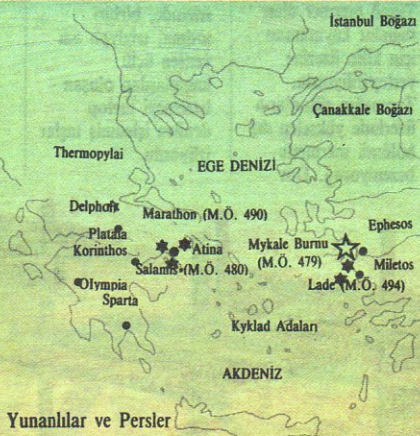 İstanbul Boğazı
Çanakkale Boğazı
Thermopylai
EGE DENİZİ
Delphoi
Marathon (M.Ö. 490)
Ephesos
Plataia
Atina
Mykale Burnu
(M.Ö. 479)
Korinthos
Miletos
Salamis (M.Ö. 480)
Lade (M.Ö. 494)
Olympia
Sparta
Kyklad Adaları
AKDENİZ
Yunanlılar ve Persler